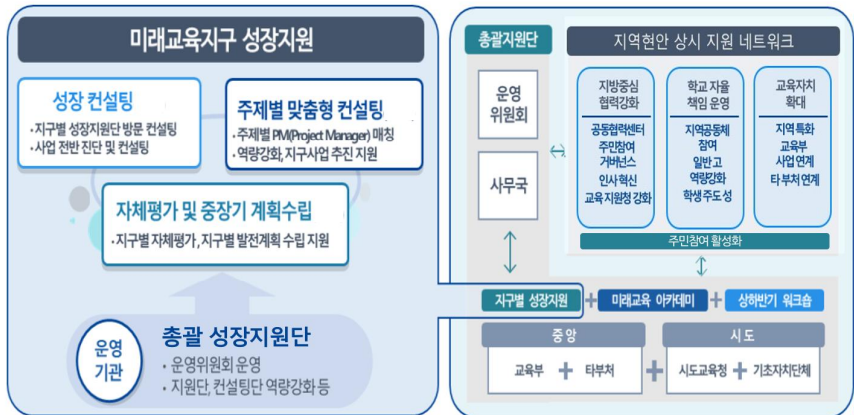 미래교육지구 성장지원
성장 컨설팅
·지구별 성장지원단 방문 컨설팅
·사업 전반 진단 및 컨설팅
주제별 맞춤형 컨설팅
·주제별 PM(Project Manager) 매칭
·역량강화, 지구사업 추진 지원
자체평가 및 중장기 계획수립
·지구별 자체평가, 지구별 발전계획 수립 지원
운영
기관
총괄 성장지원단
· 운영위원회 운영
· 지원단, 컨설팅단 역량강화 등
총괄지원단
운영
위원회
사무국
지역현안 상시 지원 네트워크
지방중심
협력강화
공동협력센터
주민참여
거버넌스
인사 혁신
교육 지원청 강화
학교 자율
책임 운영
지역공동체
참여
일반 고
역량강화
학생 주도 성
교육자치
확대
지역 특화
교육부
사업 연계
타 부처 연계
주민참여 활성화
지구별 성장지원 + 미래교육 아카데미 + 상하반기 워크숍
중 앙
교육부 + 타부처
+
시 도
시도교육청 + 기초자치단체